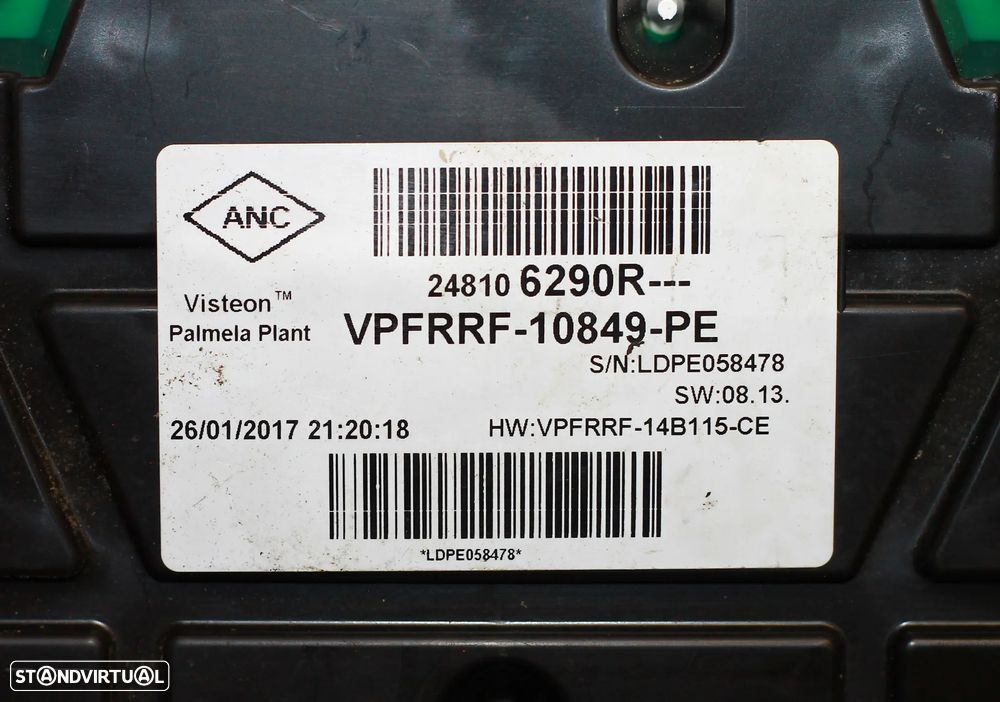 ANC
24810 6290R---
Visteon™
Palmela Plant
VPFRRF-10849-PE
S/N:LDPE058478
SW:08.13.
26/01/2017 21:20:18
HW:VPFRRF-14B115-CE
*LDPE058478*
STANDVIRTUAL